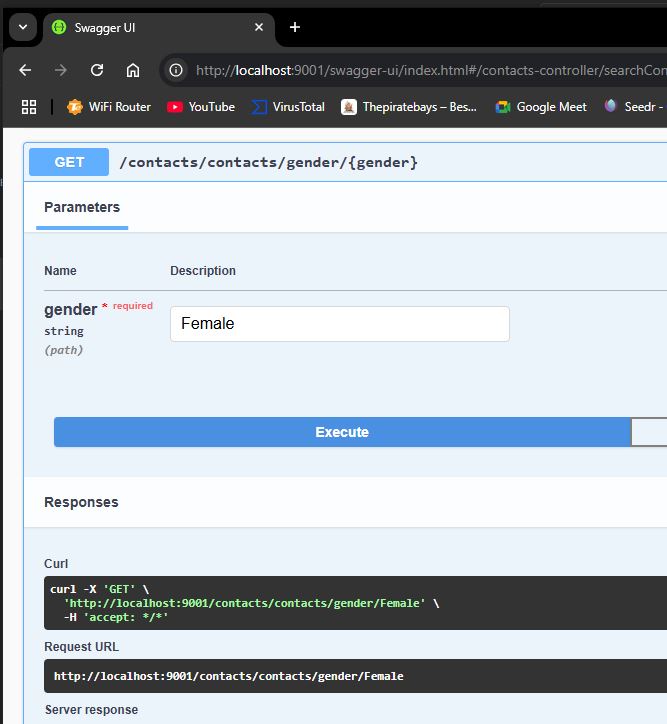 Swagger UI
http://localhost:9001/swagger-ui/index.html#/contacts-controller/searchCon
WiFi Router YouTube VirusTotal Thepiratebays – Bes... Google Meet Seedr -
GET /contacts/contacts/gender/{gender}
Parameters
Name Description
gender * required
string
(path)
Female
Execute
Responses
Curl
curl -X 'GET' \
'http://localhost:9001/contacts/contacts/gender/Female' \
-H 'accept: */*'
Request URL
http://localhost:9001/contacts/contacts/gender/Female
Server response